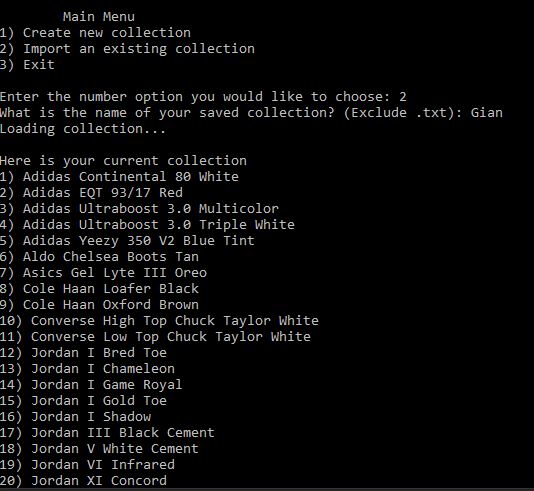 Main Menu
1) Create new collection
2) Import an existing collection
3) Exit
Enter the number option you would like to choose: 2
What is the name of your saved collection? (Exclude .txt): Gian
Loading collection...
Here is your current collection
1) Adidas Continental 80 White
2) Adidas EQT 93/17 Red
3) Adidas Ultraboost 3.0 Multicolor
4) Adidas Ultraboost 3.0 Triple White
5) Adidas Yeezy 350 V2 Blue Tint
6) Aldo Chelsea Boots Tan
7) Asics Gel Lyte III Oreo
8) Cole Haan Loafer Black
9) Cole Haan Oxford Brown
10) Converse High Top Chuck Taylor White
11) Converse Low Top Chuck Taylor White
12) Jordan I Bred Toe
13) Jordan I Chameleon
14) Jordan I Game Royal
15) Jordan I Gold Toe
16) Jordan I Shadow
17) Jordan III Black Cement
18) Jordan V White Cement
19) Jordan VI Infrared
20) Jordan XI Concord